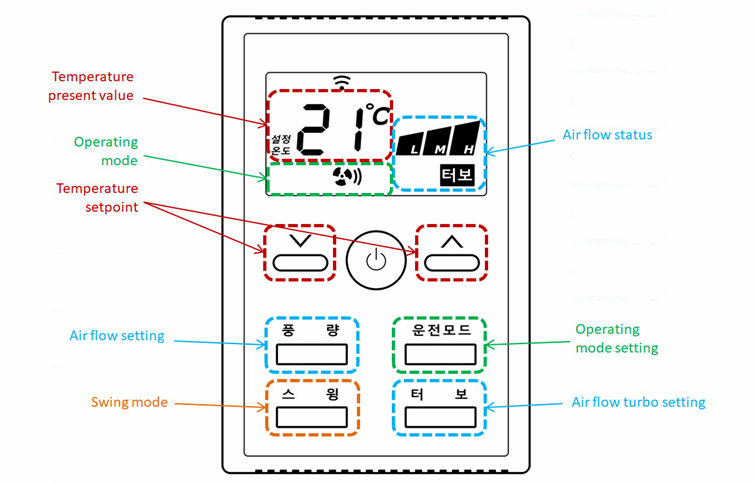 Temperature
present value
Operating
mode
Temperature
setpoint
Air flow setting
Swing mode
21°C
설정
온도
L M H
터보
풍 량
운전모드
스 윙
터 보
Air flow status
Operating
mode setting
Air flow turbo setting